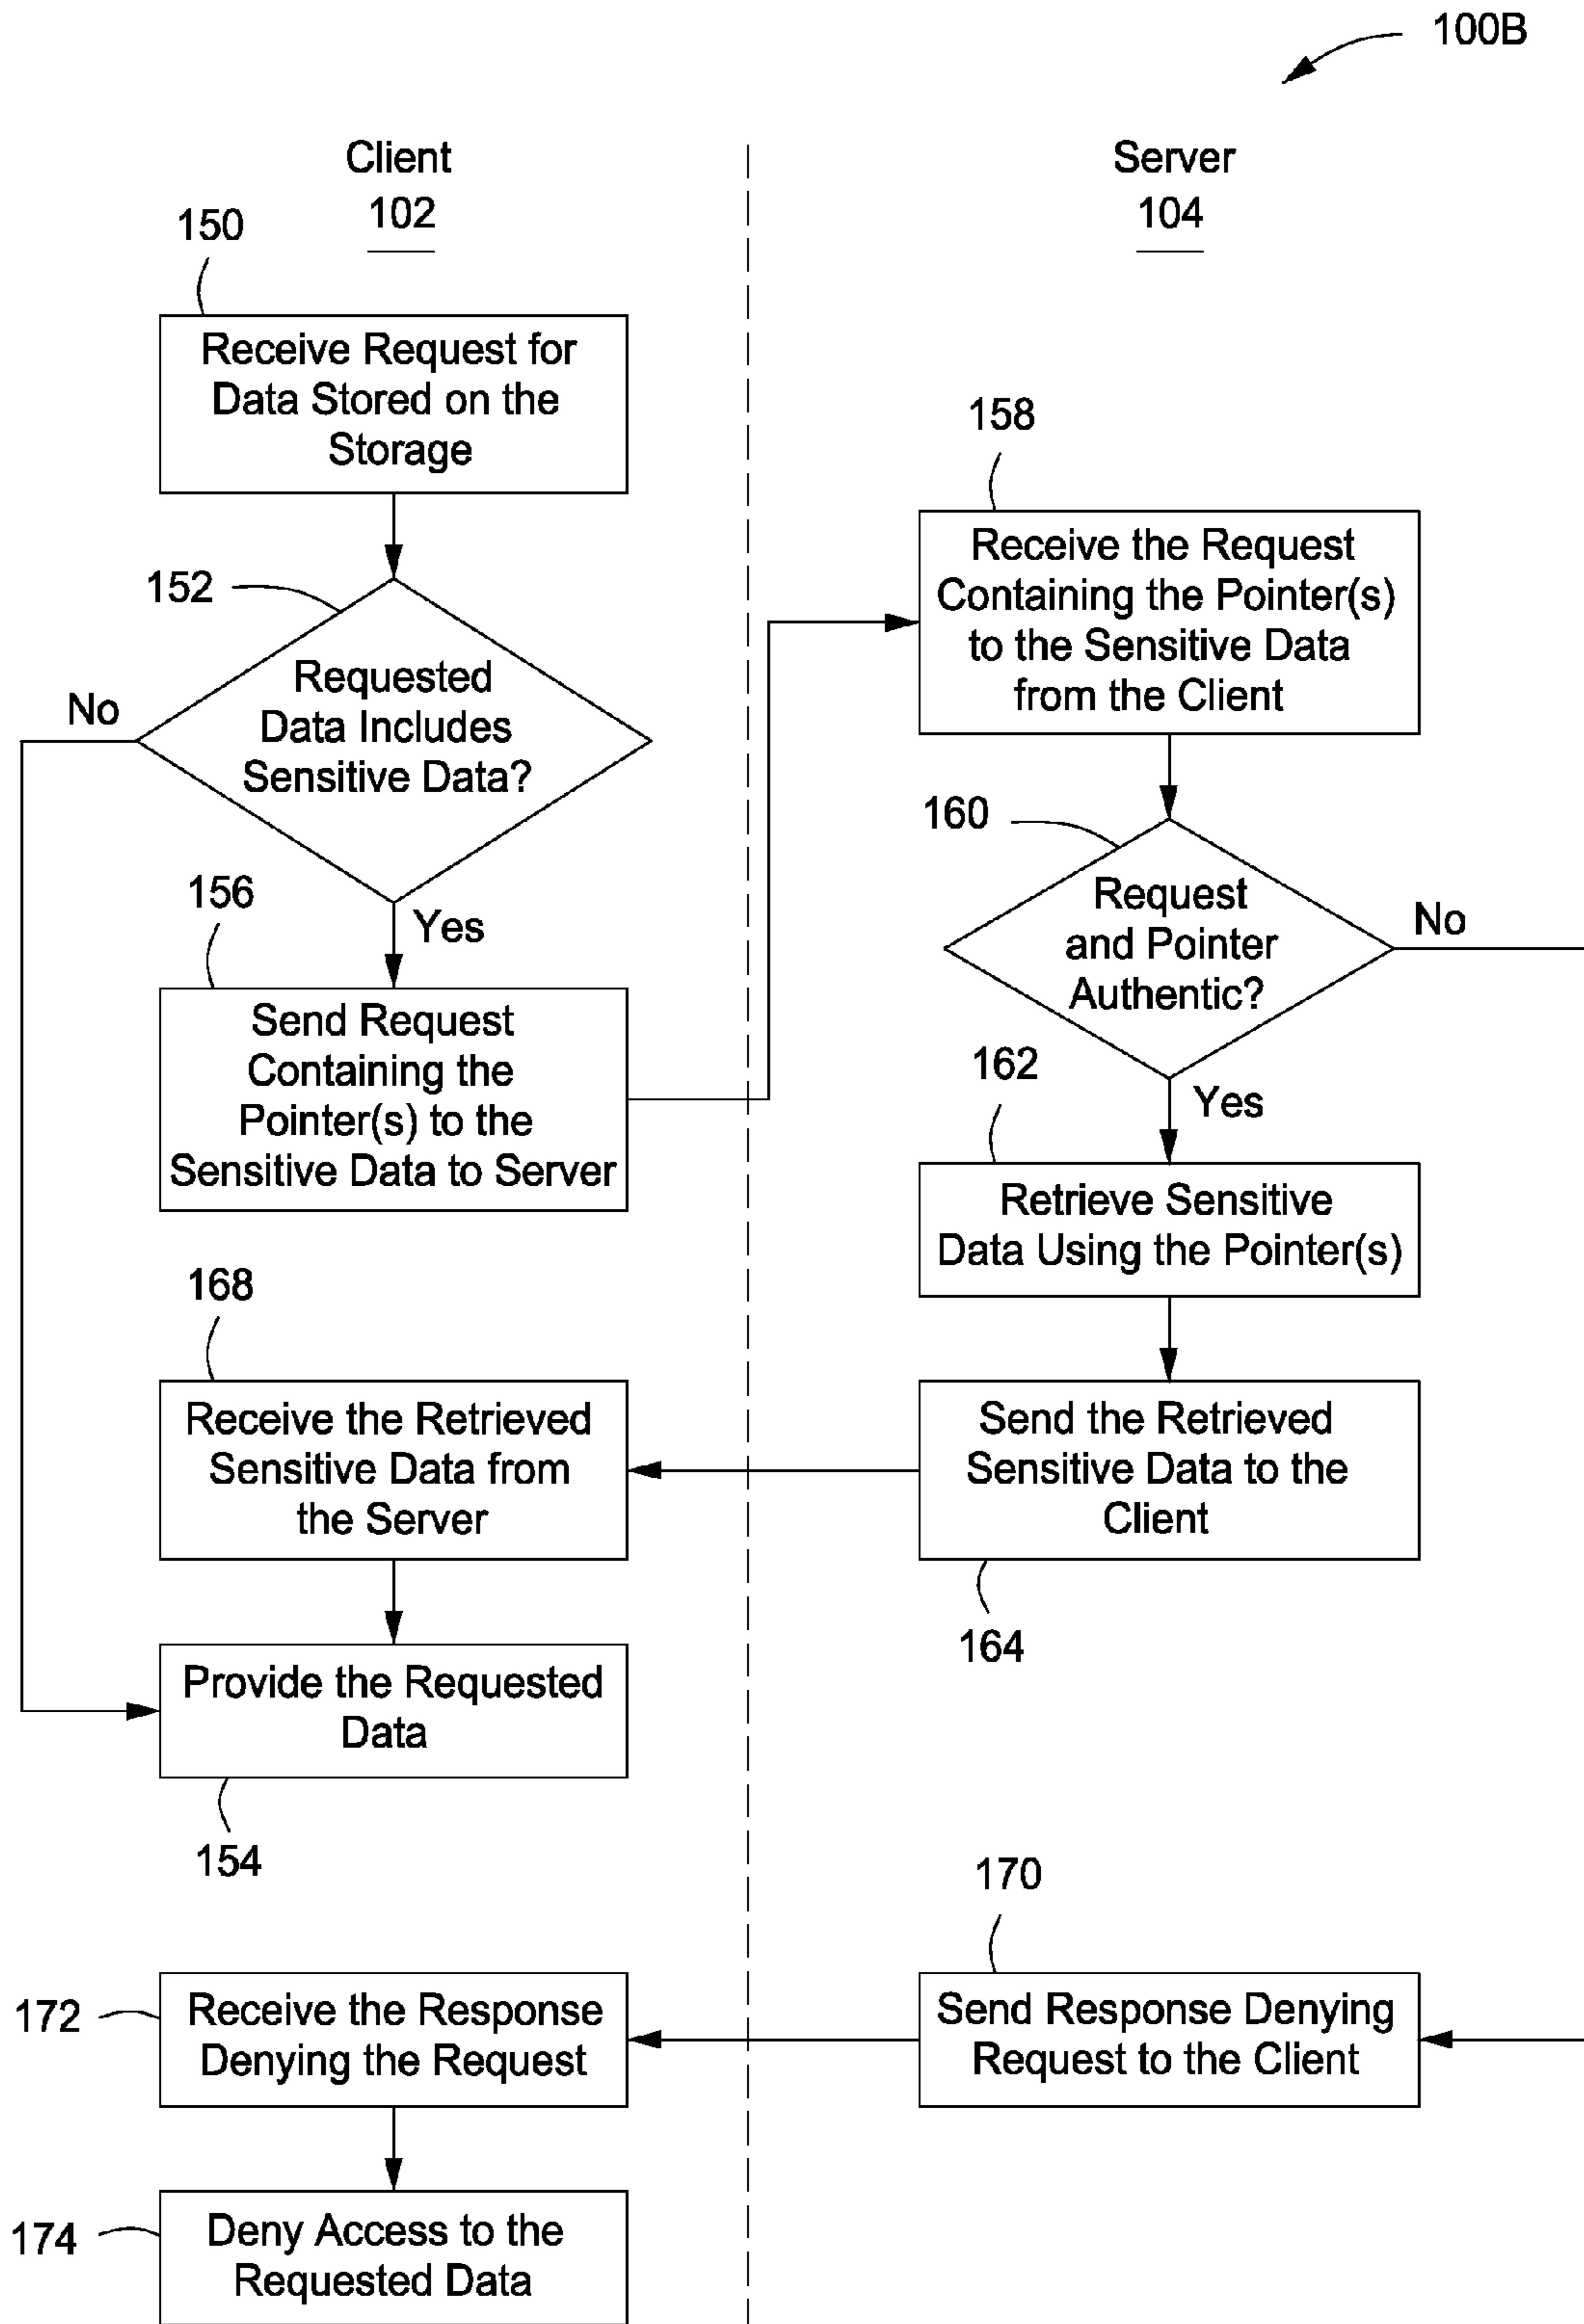 100B
Client
102
Server
104
150
Receive Request for
Data Stored on the
Storage
152
Requested
Data Includes
Sensitive Data?
No
Yes
156
Send Request
Containing the
Pointer(s) to the
Sensitive Data to Server
158
Receive the Request
Containing the Pointer(s)
to the Sensitive Data
from the Client
160
Request
and Pointer
Authentic?
No
Yes
162
Retrieve Sensitive
Data Using the Pointer(s)
Send the Retrieved
Sensitive Data to the
Client
164
168
Receive the Retrieved
Sensitive Data from
the Server
Provide the Requested
Data
154
170
Send Response Denying
Request to the Client
172
Receive the Response
Denying the Request
174
Deny Access to the
Requested Data